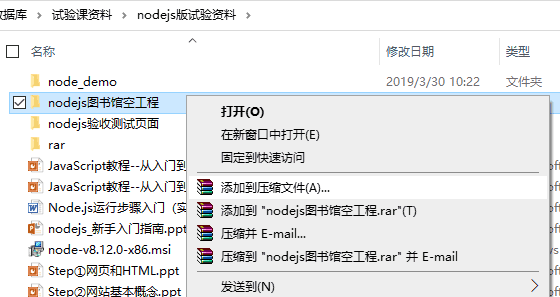 数据库 › 试验课资料 › nodejs版试验资料
名称 修改日期 类型
node_demo 2019/3/30 10:22 文件夹
nodejs图书馆空工程
打开(O)
nodejs验收测试页面
在新窗口中打开(E)
rar
固定到快速访问
JavaScript教程--从入门到
JavaScript教程--从入门到
添加到压缩文件(A)...
Node.js运行步骤入门（实
添加到 "nodejs图书馆空工程.rar"(T)
nodejs_新手入门指南.ppt
压缩并 E-mail...
node-v8.12.0-x86.msi
压缩到 "nodejs图书馆空工程.rar" 并 E-mail
Step①网页和HTML.ppt
Step②网站基本概念.ppt
发送到(N)